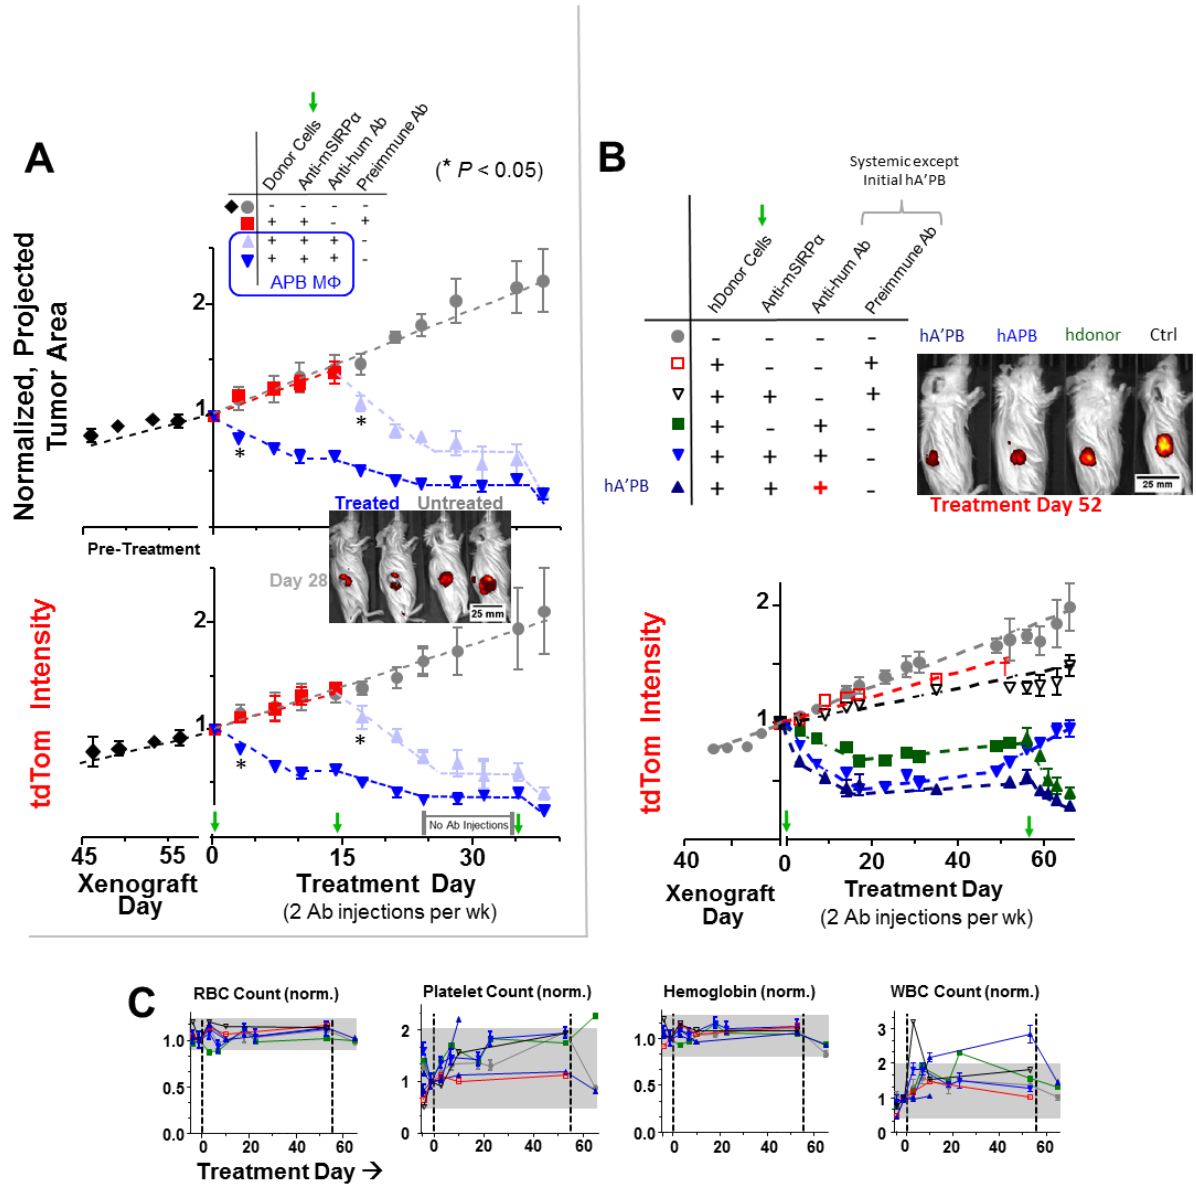 A
Donor Cells
Anti-mSIRPα
Anti-hum Ab
Preimmune Ab
(* P < 0.05)
- - - -
+ + - +
+ + + -
+ + + -
APB MΦ
Normalized, Projected
Tumor Area
2
1
*
*
Treated Untreated
Pre-Treatment
Day 28
25 mm
tdTom Intensity
2
1
*
*
No Ab Injections
45 55 0 15 30
Xenograft
Day
Treatment Day
(2 Ab injections per wk)
B
Systemic except
Initial hA'PB
hDonor Cells
Anti-mSIRPα
Anti-hum Ab
Preimmune Ab
- - - -
+ - - +
+ + - +
+ - + -
+ + + -
hA'PB + + + -
hA'PB hAPB hdonor Ctrl
25 mm
Treatment Day 52
tdTom Intensity
2
1
†
40 0 20 40 60
Xenograft
Day
Treatment Day
(2 Ab injections per wk)
C
RBC Count (norm.)
1.0
0.5
0.0
0 20 40 60
Platelet Count (norm.)
2
1
0
0 20 40 60
Hemoglobin (norm.)
1.0
0.5
0.0
0 20 40 60
WBC Count (norm.)
3
2
1
0
0 20 40 60
Treatment Day →